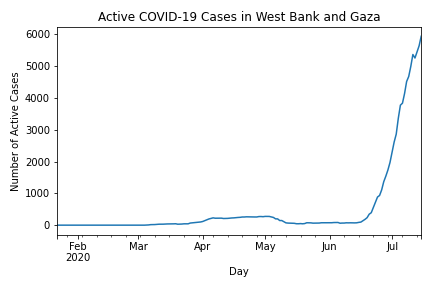 Active COVID-19 Cases in West Bank and Gaza
Number of Active Cases
6000
5000
4000
3000
2000
1000
0
Feb Mar Apr May Jun Jul
2020
Day